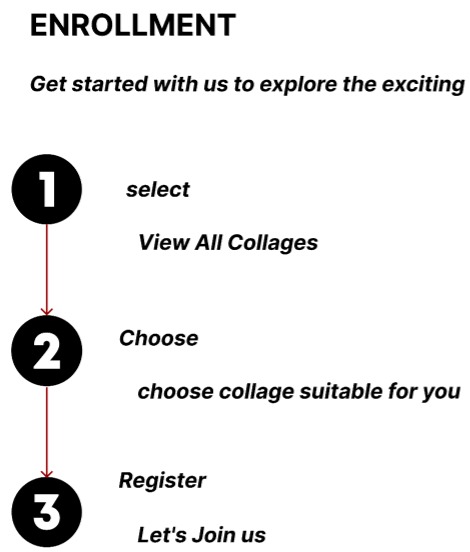 ENROLLMENT
Get started with us to explore the exciting
1
select
View All Collages
2
Choose
choose collage suitable for you
3
Register
Let's Join us